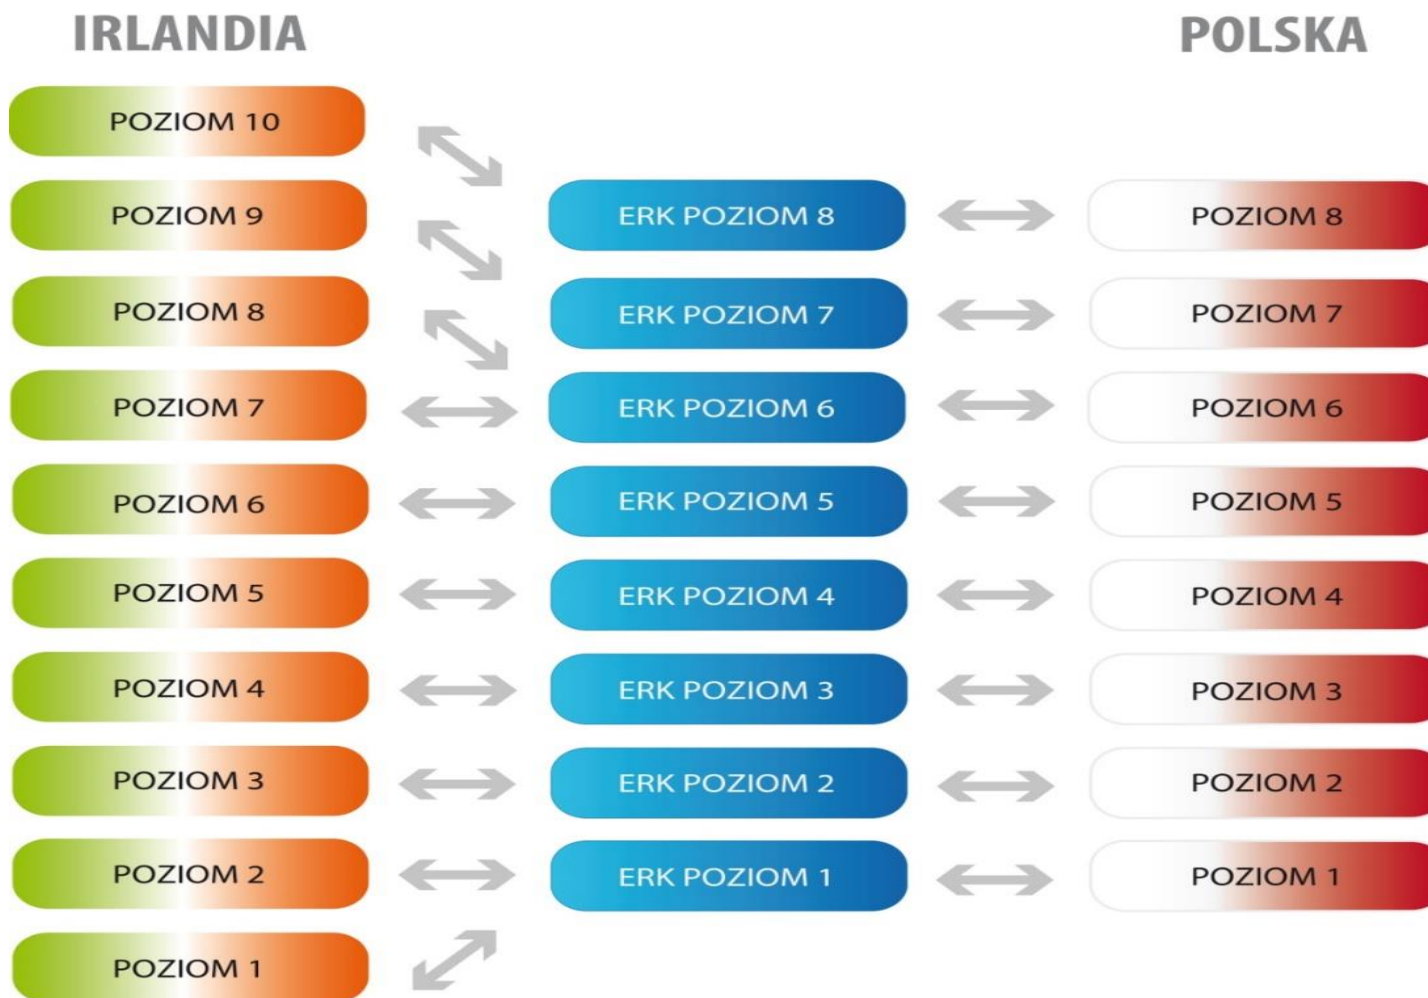 IRLANDIA
POLSKA
POZIOM 10
POZIOM 9
ERK POZIOM 8
POZIOM 8
POZIOM 8
ERK POZIOM 7
POZIOM 7
POZIOM 7
ERK POZIOM 6
POZIOM 6
POZIOM 6
ERK POZIOM 5
POZIOM 5
POZIOM 5
ERK POZIOM 4
POZIOM 4
POZIOM 4
ERK POZIOM 3
POZIOM 3
POZIOM 3
ERK POZIOM 2
POZIOM 2
POZIOM 2
ERK POZIOM 1
POZIOM 1
POZIOM 1